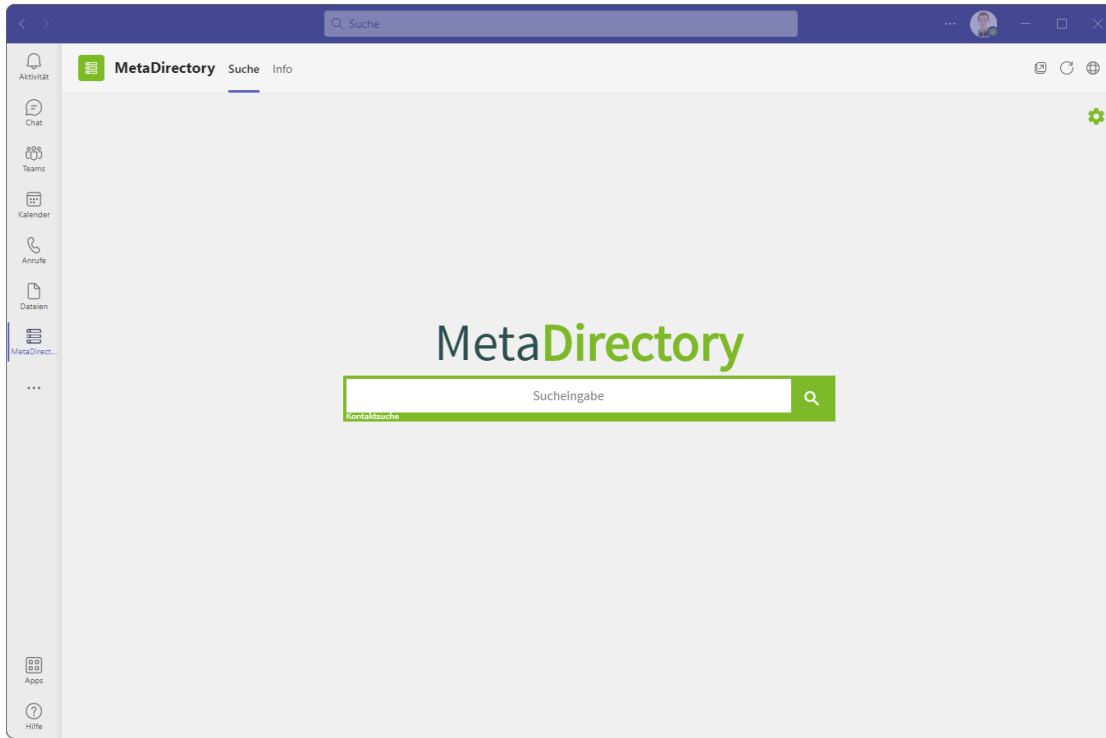 Suche
Aktivität
MetaDirectory Suche Info
Chat
Teams
Kalender
Anrufe
Dateien
MetaDirect...
MetaDirectory
Sucheingabe
Kontaktsuche
Apps
Hilfe